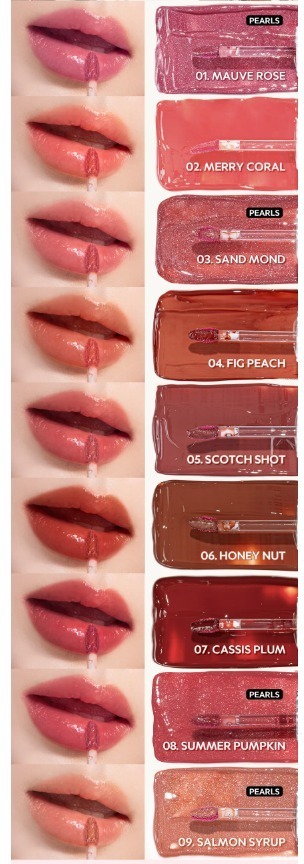 PEARLS
01. MAUVE ROSE
02. MERRY CORAL
PEARLS
03. SAND MOND
04. FIG PEACH
05. SCOTCH SHOT
06. HONEY NUT
07. CASSIS PLUM
PEARLS
08. SUMMER PUMPKIN
PEARLS
09. SALMON SYRUP